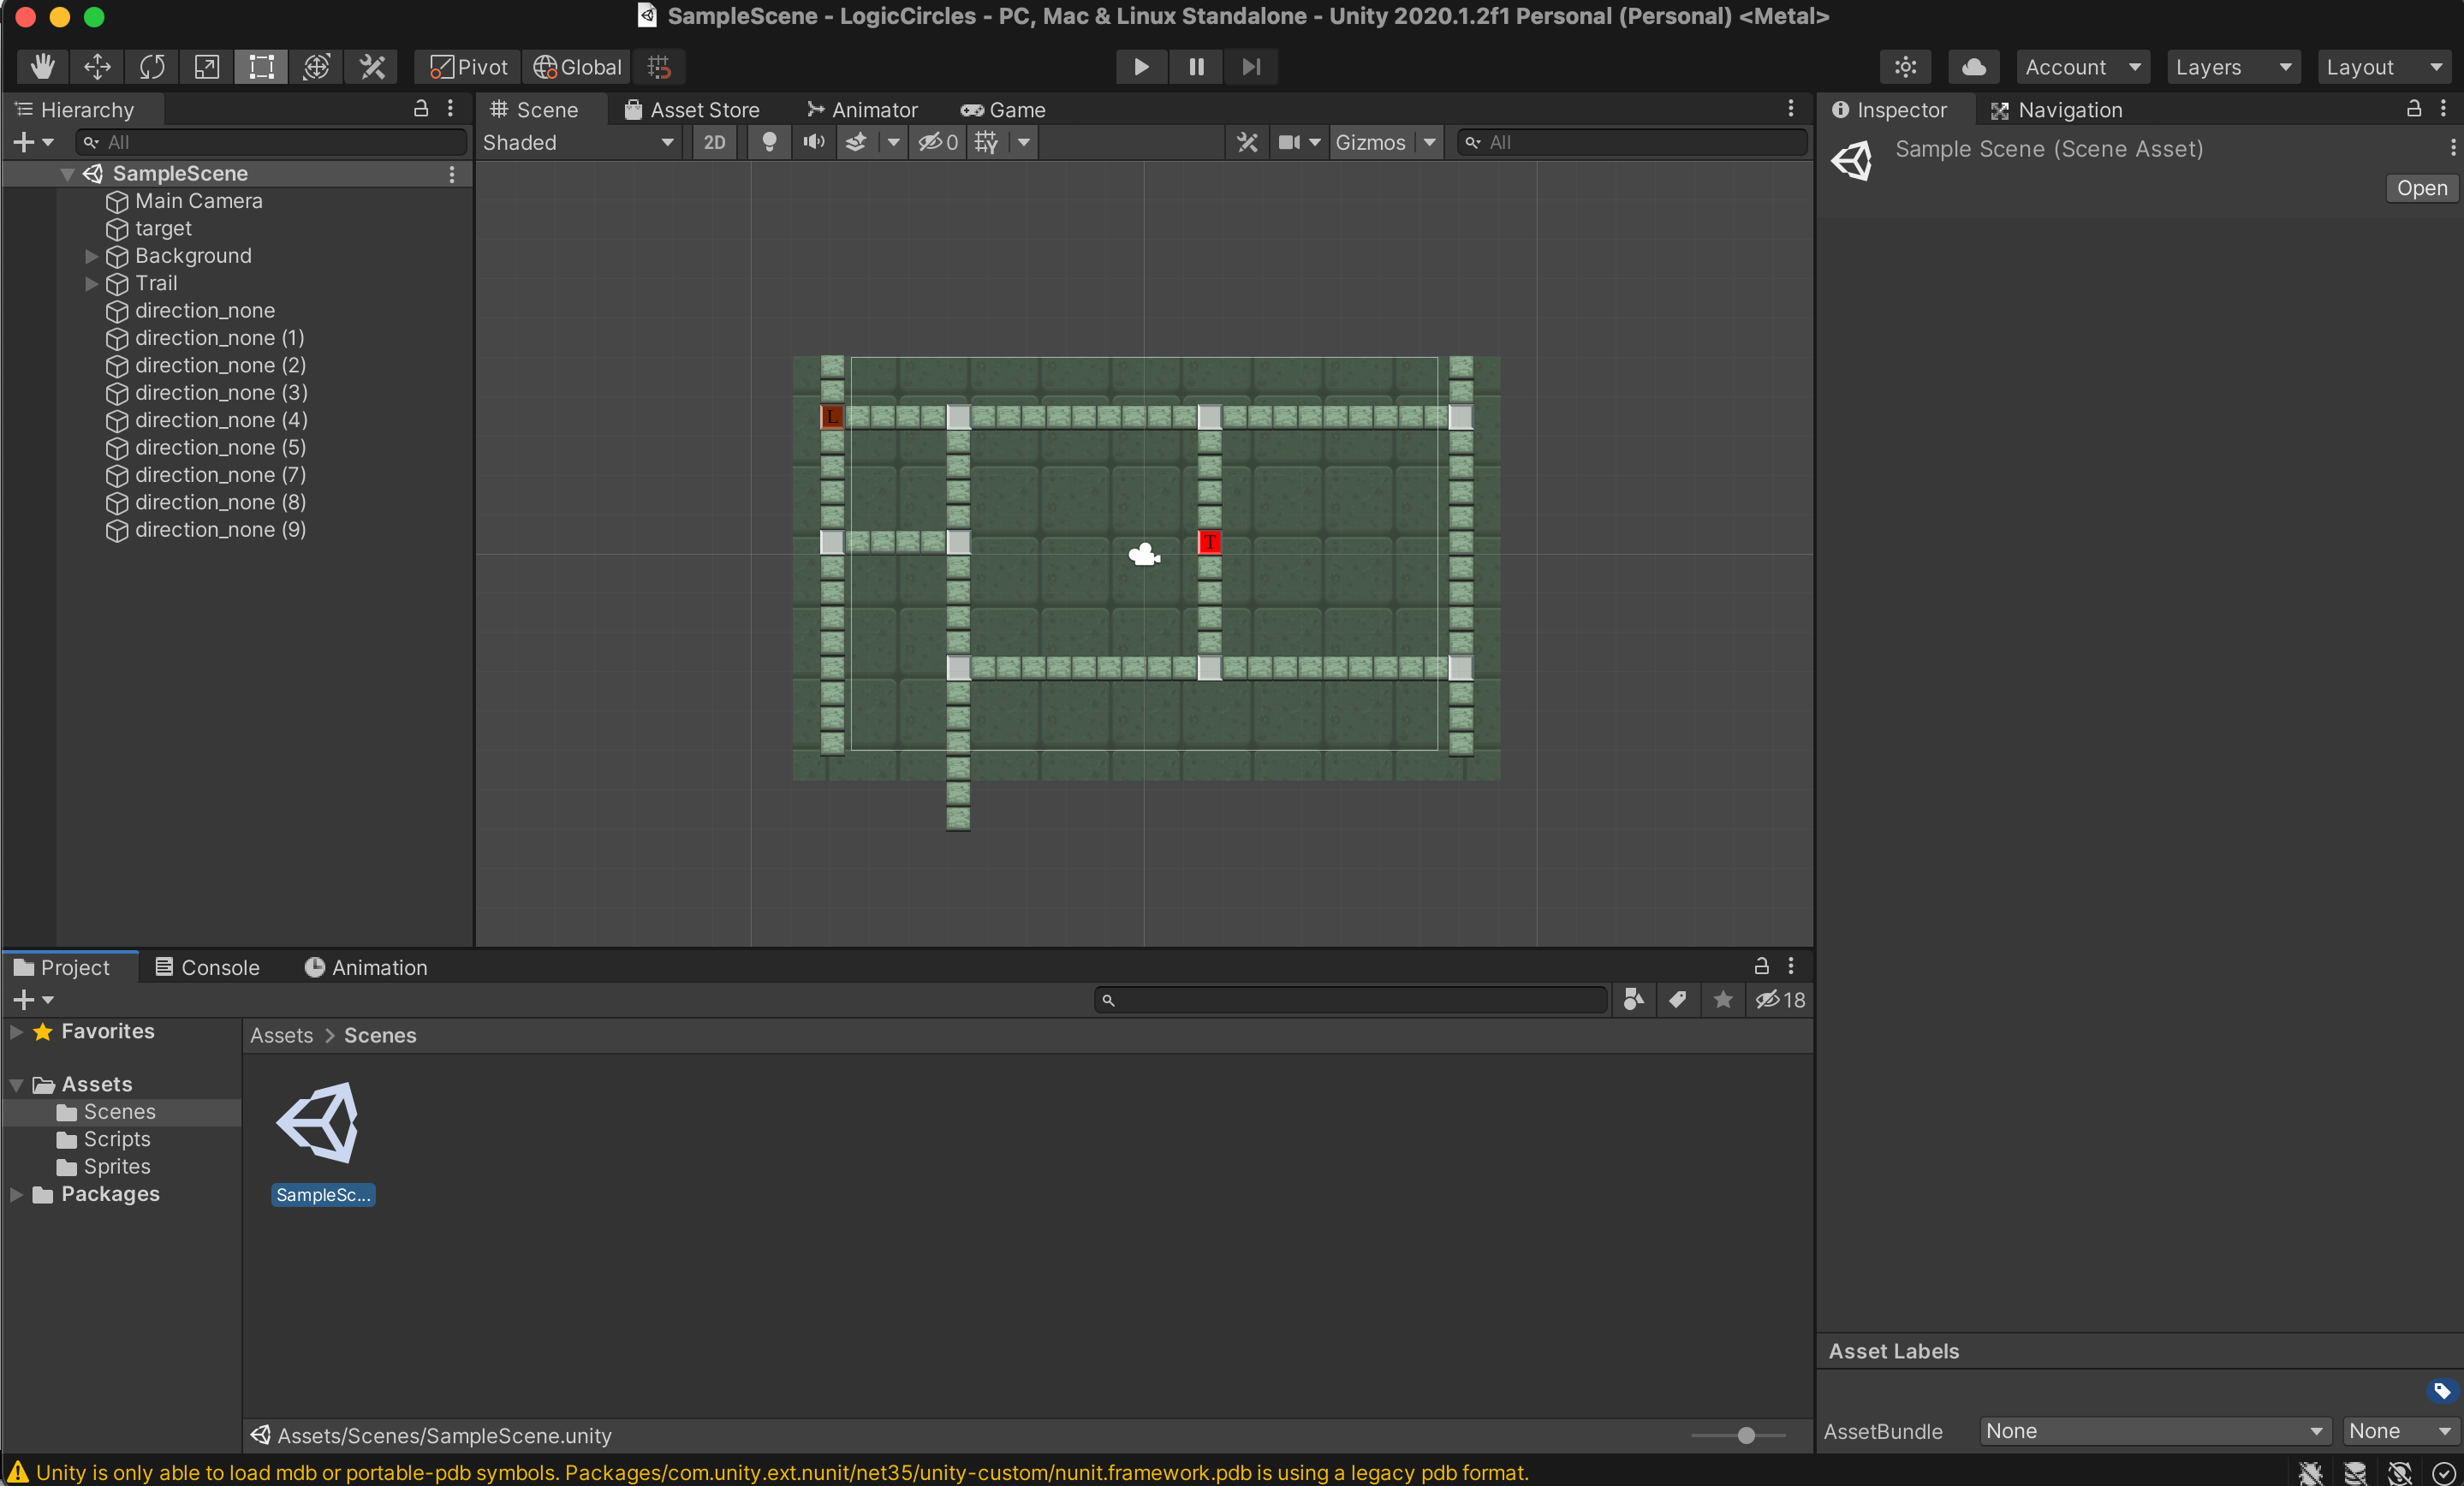 SampleScene - LogicCircles - PC, Mac & Linux Standalone - Unity 2020.1.2f1 Personal (Personal) <Metal>
Pivot
Global
Account
Layers
Layout
Hierarchy
All
SampleScene
Main Camera
target
Background
Trail
direction_none
direction_none (1)
direction_none (2)
direction_none (3)
direction_none (4)
direction_none (5)
direction_none (7)
direction_none (8)
direction_none (9)
Scene
Asset Store
Animator
Game
Shaded
2D
0
Gizmos
All
L
T
Inspector
Navigation
Sample Scene (Scene Asset)
Open
Project
Console
Animation
18
Favorites
Assets
Scenes
Scripts
Sprites
Packages
Assets > Scenes
SampleSc...
Assets/Scenes/SampleScene.unity
Asset Labels
AssetBundle
None
None
Unity is only able to load mdb or portable-pdb symbols. Packages/com.unity.ext.nunit/net35/unity-custom/nunit.framework.pdb is using a legacy pdb format.